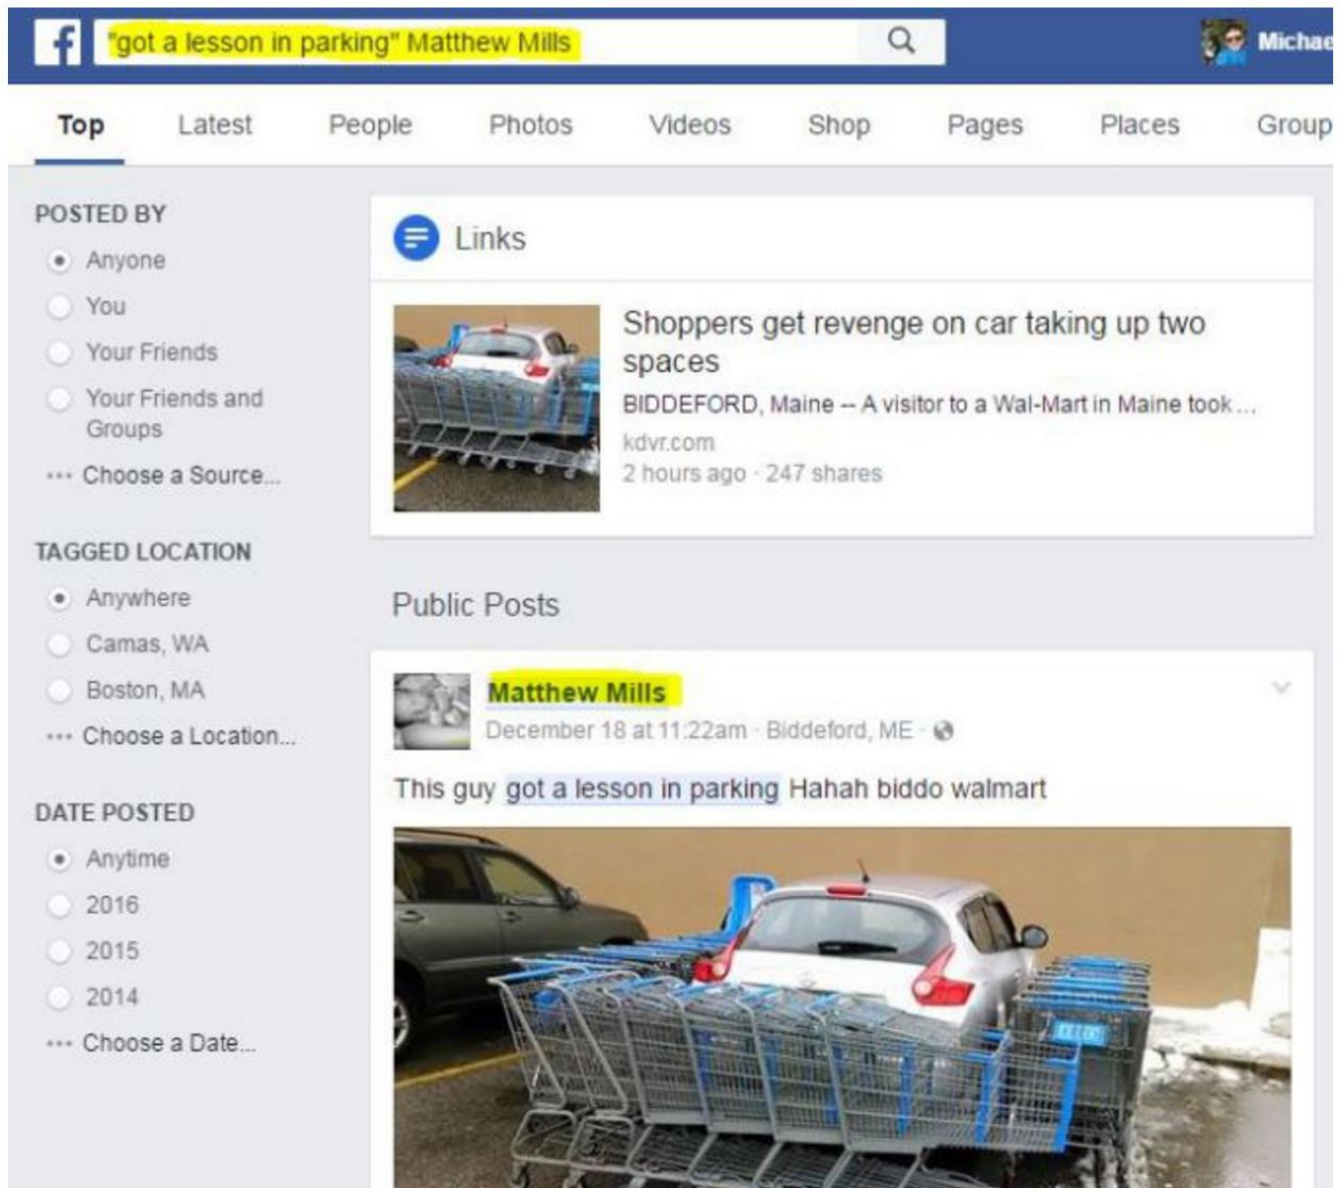 f
"got a lesson in parking" Matthew Mills
Michae
Top Latest People Photos Videos Shop Pages Places Group
POSTED BY
Anyone
You
Your Friends
Your Friends and
Groups
Choose a Source...
TAGGED LOCATION
Anywhere
Camas, WA
Boston, MA
Choose a Location...
DATE POSTED
Anytime
2016
2015
2014
Choose a Date...
Links
Shoppers get revenge on car taking up two
spaces
BIDDEFORD, Maine -- A visitor to a Wal-Mart in Maine took ...
kdvr.com
2 hours ago · 247 shares
Public Posts
Matthew Mills
December 18 at 11:22am · Biddeford, ME ·
This guy got a lesson in parking Hahah biddo walmart